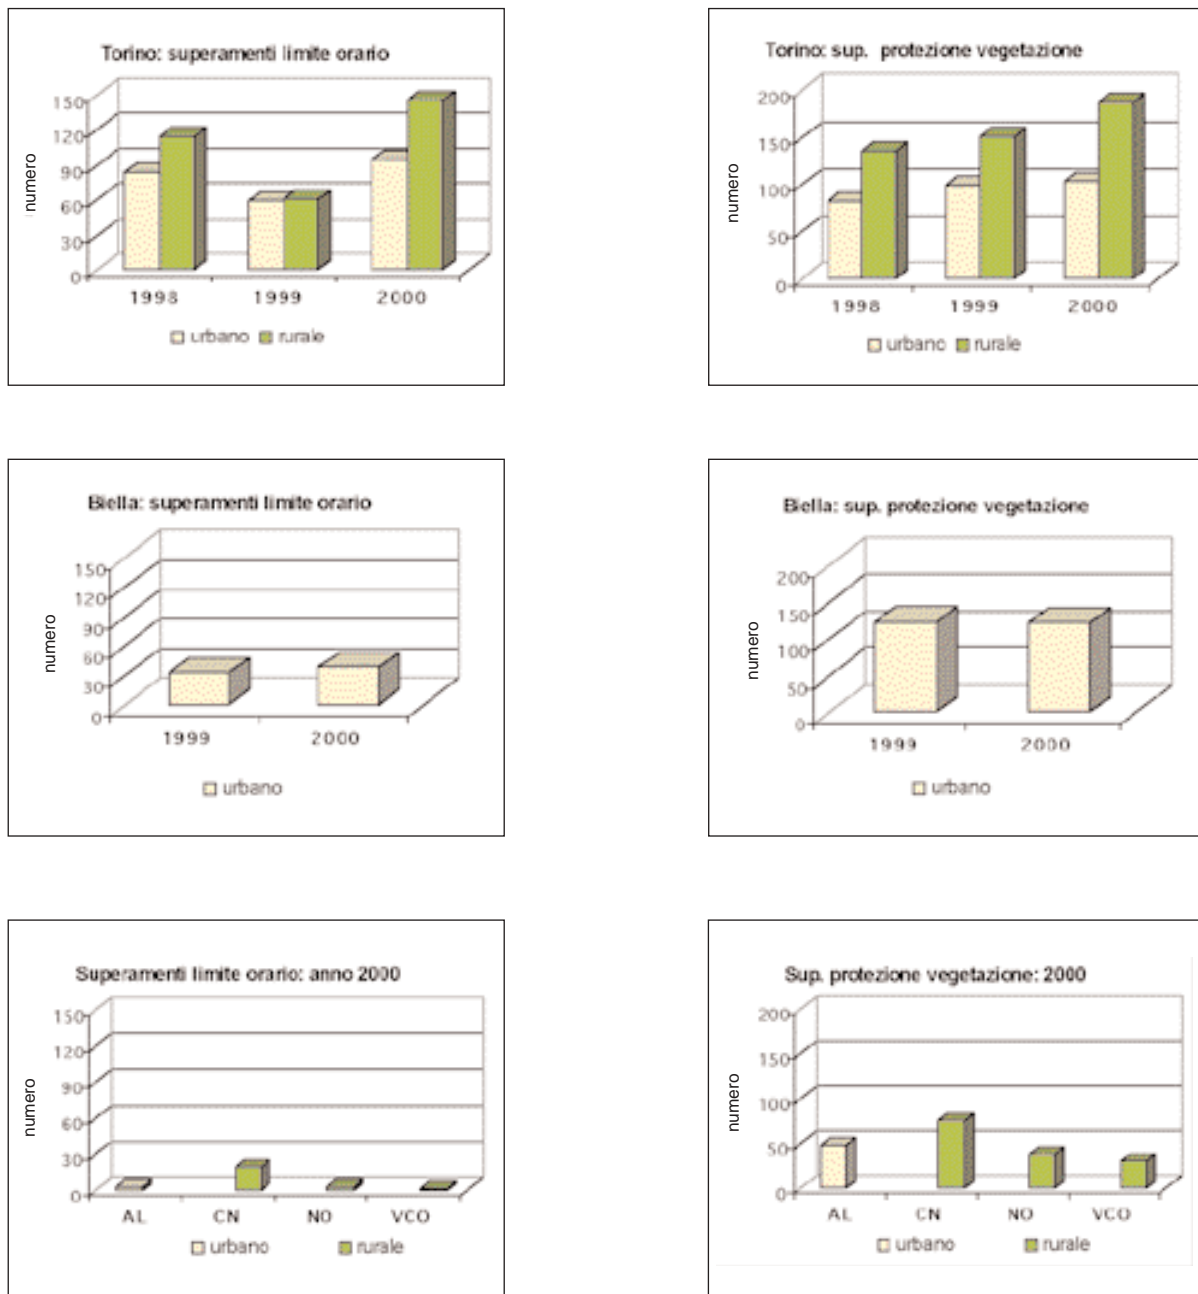 Torino: superamenti limite orario
numero
150
120
90
60
30
0
1998 1999 2000
urbano rurale
Torino: sup. protezione vegetazione
numero
200
150
100
50
0
1998 1999 2000
urbano rurale
Biella: superamenti limite orario
numero
150
120
90
60
30
0
1999 2000
urbano
Biella: sup. protezione vegetazione
numero
200
150
100
50
0
1999 2000
urbano
Superamenti limite orario: anno 2000
numero
150
120
90
60
30
0
AL CN NO VCO
urbano rurale
Sup. protezione vegetazione: 2000
numero
200
150
100
50
0
AL CN NO VCO
urbano rurale